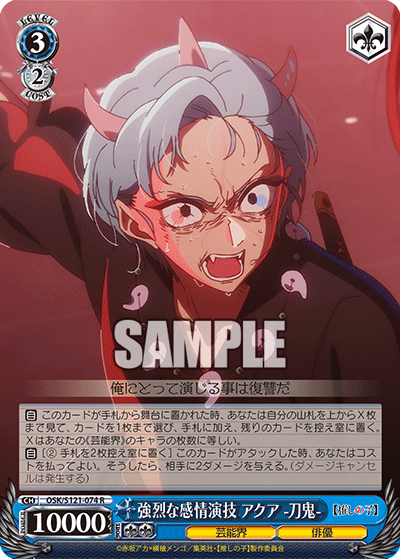 LEVEL
3
2
COST
SAMPLE
俺にとって演じる事は復讐だ
このカードが手札から舞台に置かれた時、あなたは自分の山札を上からX枚
まで見て、カードを1枚まで選び、手札に加え、残りのカードを控え室に置く。
Xはあなたの《芸能界》のキャラの枚数に等しい。
[② 手札を2枚控え室に置く] このカードがアタックした時、あなたはコス
トを払ってよい。そうしたら、相手に2ダメージを与える。(ダメージキャンセル
は発生する)
CH OSK/S121-074 R
10000
強烈な感情演技 アクア -刀鬼-
【推しの子】
芸能界
俳優
©赤坂アカ×横槍メンゴ/集英社・【推しの子】製作委員会